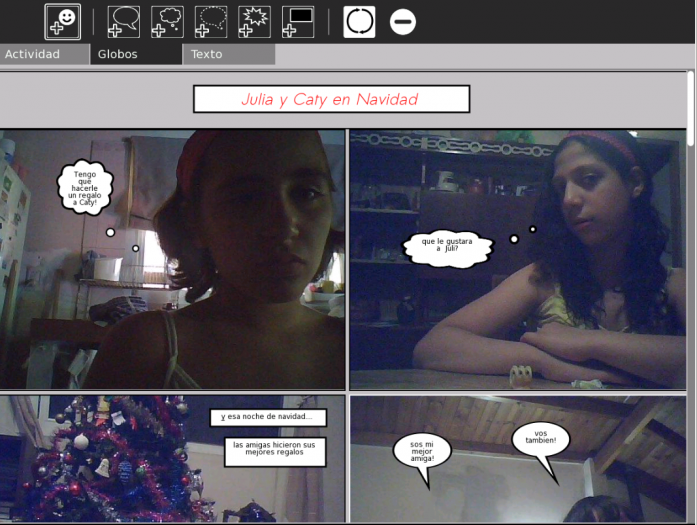 Actividad
Globos
Texto
Julia y Caty en Navidad
Tengo
que
hacerle
un regalo
a Caty!
que le gustara
a Juli?
y esa noche de navidad...
las amigas hicieron sus
mejores regalos
sos mi
mejor
amiga!
vos
tambien!